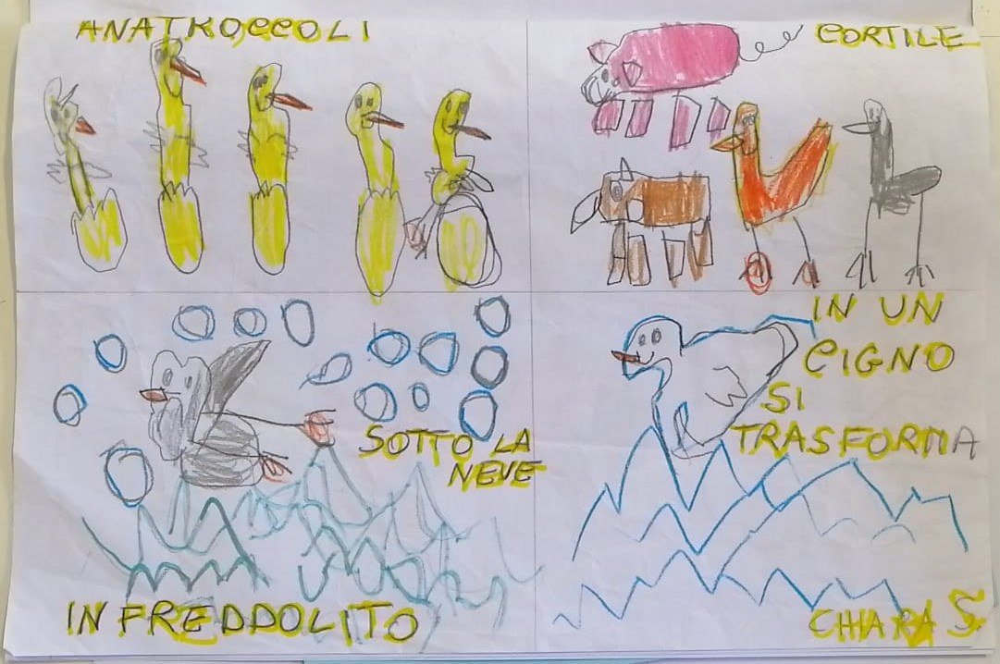 ANATROCCOLI
CORTILE
SOTTO LA
NEVE
INFREDDOLITO
IN UN
CIGNO
SI
TRASFORMA
CHIARA S.